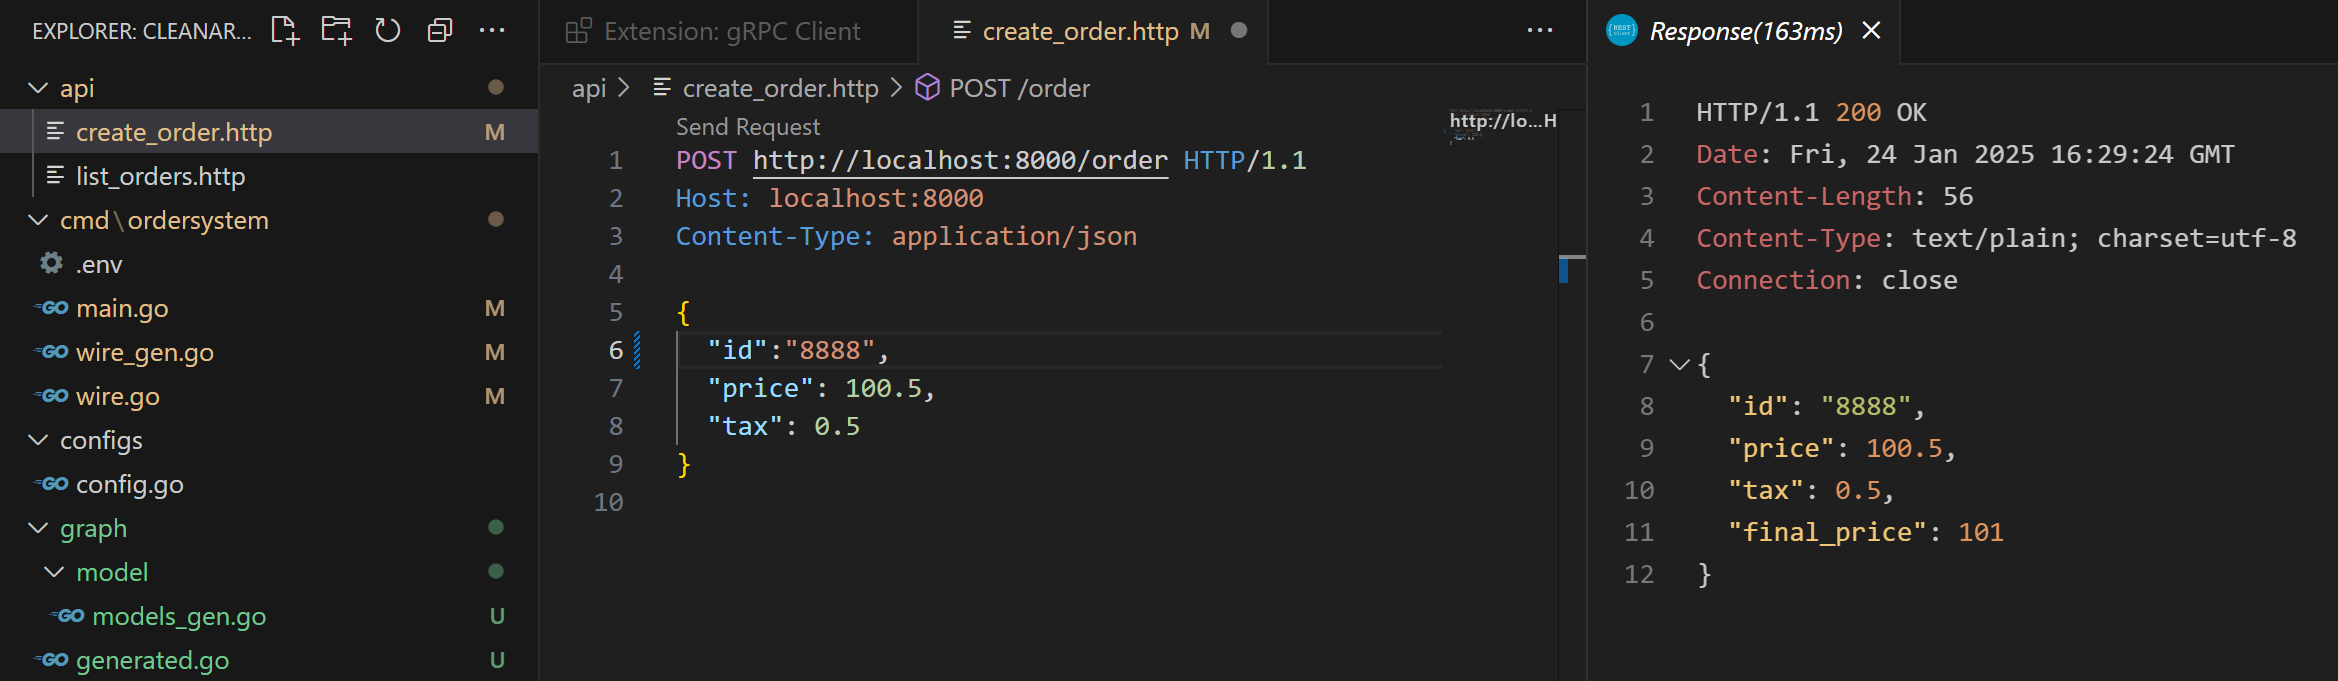 EXPLORER: CLEANAR...
api
create_order.http M
list_orders.http
cmd\ordersystem
.env
GO main.go M
GO wire_gen.go M
GO wire.go M
configs
GO config.go
graph
model
GO models_gen.go U
GO generated.go U
Extension: gRPC Client
create_order.http M
api > create_order.http > POST /order
Send Request
1 POST http://localhost:8000/order HTTP/1.1
2 Host: localhost:8000
3 Content-Type: application/json
4
5 {
6 "id":"8888",
7 "price": 100.5,
8 "tax": 0.5
9 }
10
http://lo...H
Response(163ms)
1 HTTP/1.1 200 OK
2 Date: Fri, 24 Jan 2025 16:29:24 GMT
3 Content-Length: 56
4 Content-Type: text/plain; charset=utf-8
5 Connection: close
6
7 {
8 "id": "8888",
9 "price": 100.5,
10 "tax": 0.5,
11 "final_price": 101
12 }